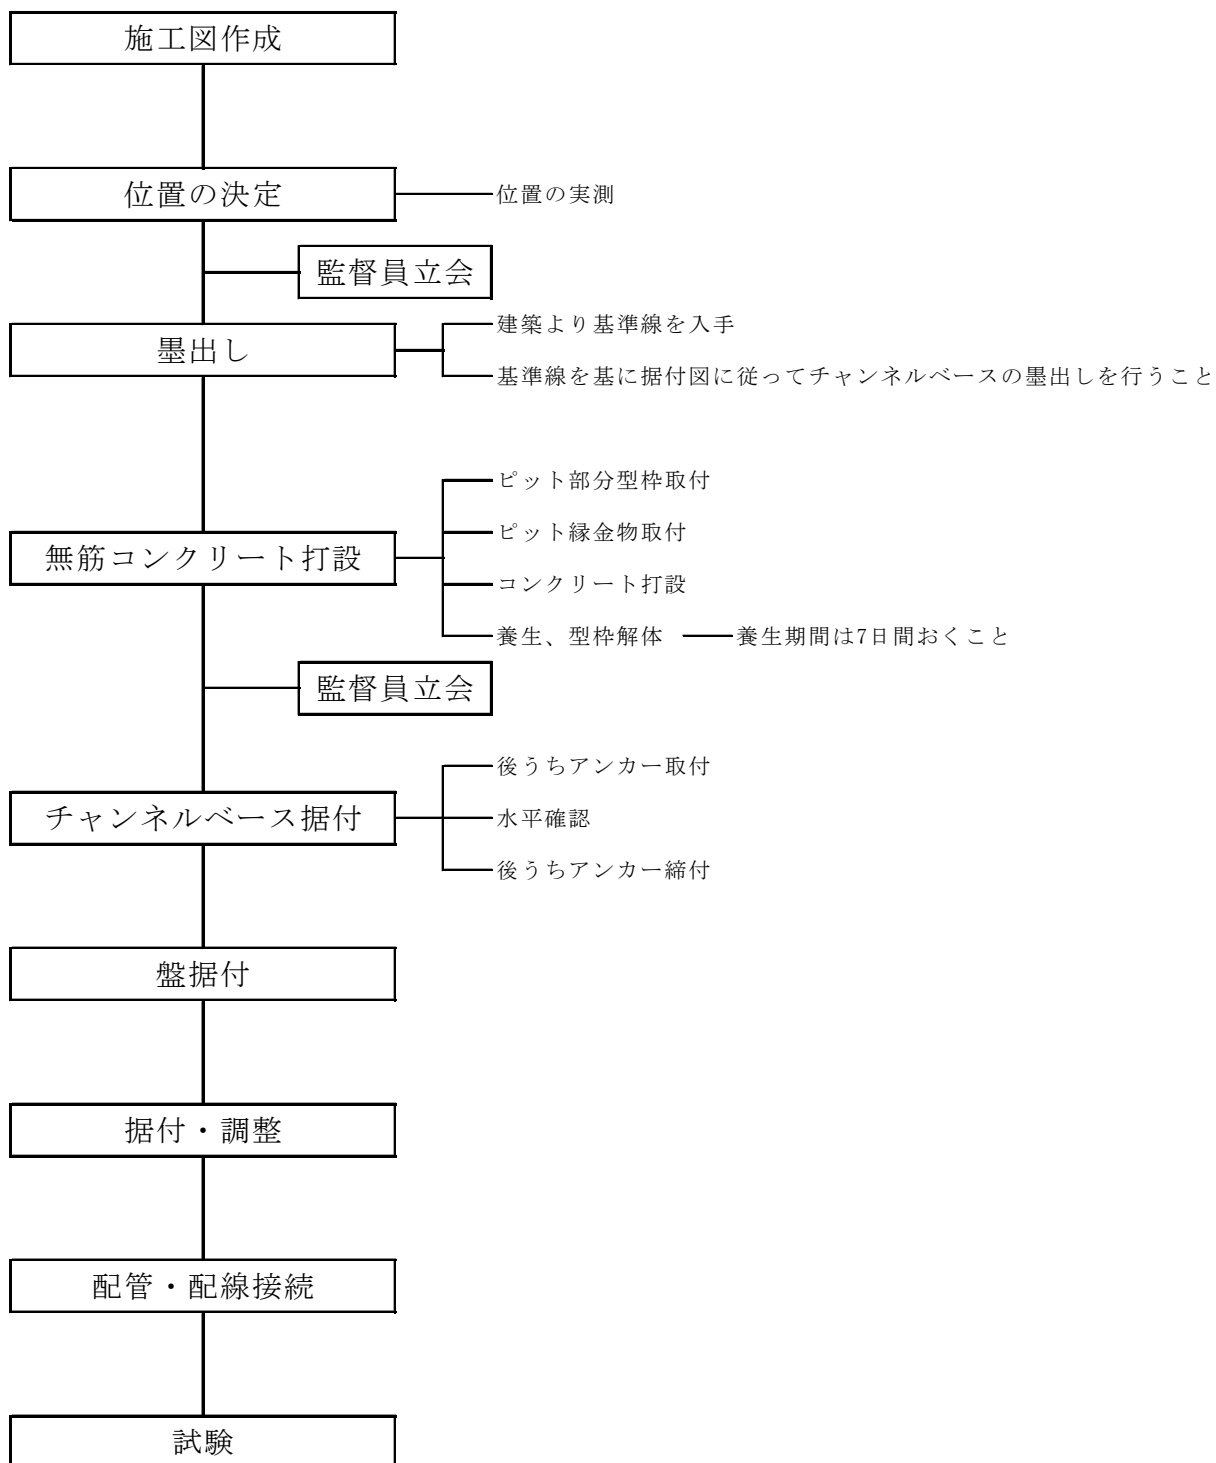 施工図作成
位置の決定
位置の実測
監督員立会
墨出し
建築より基準線を入手
基準線を基に据付図に従ってチャンネルベースの墨出しを行うこと
無筋コンクリート打設
ピット部分型枠取付
ピット縁金物取付
コンクリート打設
養生、型枠解体
養生期間は7日間おくこと
監督員立会
チャンネルベース据付
後うちアンカー取付
水平確認
後うちアンカー締付
盤据付
据付・調整
配管・配線接続
試験